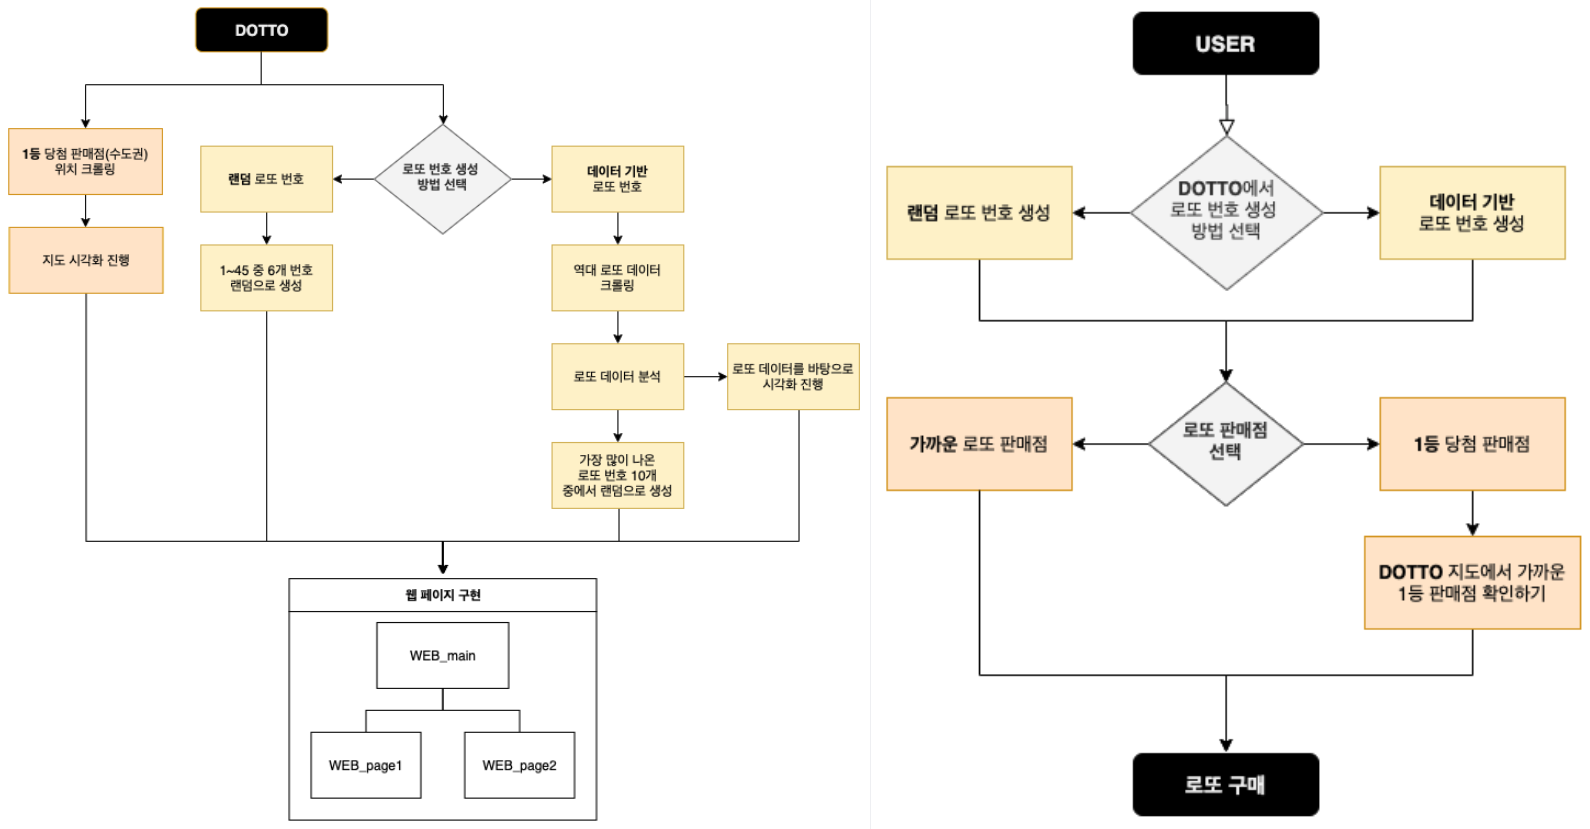 DOTTO
1등 당첨 판매점(수도권)
위치 크롤링
지도 시각화 진행
로또 번호 생성
방법 선택
랜덤 로또 번호
1~45 중 6개 번호
랜덤으로 생성
데이터 기반
로또 번호
역대 로또 데이터
크롤링
로또 데이터 분석
로또 데이터를 바탕으로
시각화 진행
가장 많이 나온
로또 번호 10개
중에서 랜덤으로 생성
웹 페이지 구현
WEB_main
WEB_page1
WEB_page2
USER
DOTTO에서
로또 번호 생성
방법 선택
랜덤 로또 번호 생성
데이터 기반
로또 번호 생성
로또 판매점
선택
가까운 로또 판매점
1등 당첨 판매점
DOTTO 지도에서 가까운
1등 판매점 확인하기
로또 구매